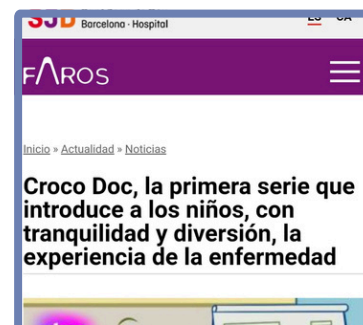 SJD Barcelona · Hospital
ES CA
FAROS
Inicio » Actualidad » Noticias
Croco Doc, la primera serie que
introduce a los niños, con
tranquilidad y diversión, la
experiencia de la enfermedad